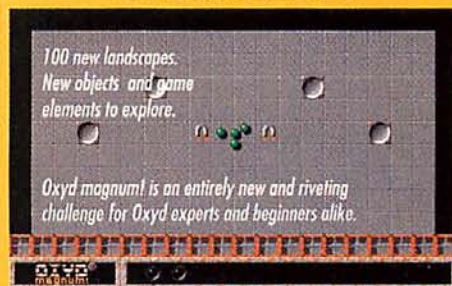 100 new landscapes.
New objects and game
elements to explore.
Oxyd magnum! is an entirely new and riveting
challenge for Oxyd experts and beginners alike.
OXYD
magnum!